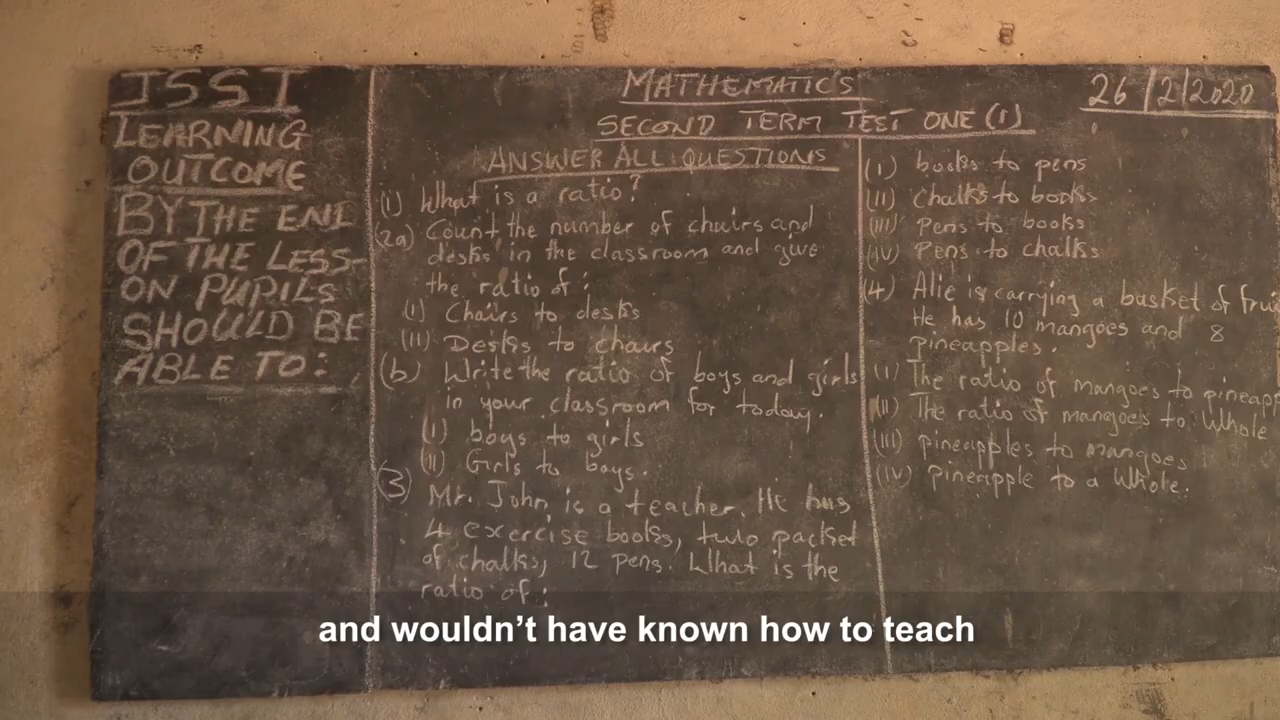 JSSI
LEARNING
OUTCOME
BY THE END
OF THE LESS-
ON PUPILS
SHOULD BE
ABLE TO:
MATHEMATICS
SECOND TERM TEST ONE (1)
26/2/2020
ANSWER ALL QUESTIONS
(1) What is a ratio?
(2a) Count the number of chairs and
desks in the classroom and give
the ratio of:
(i) Chairs to desks
(ii) Desks to chairs
(b) Write the ratio of boys and girls
in your classroom for today.
(i) boys to girls
(ii) Girls to boys.
(3) Mr. John is a teacher. He has
4 exercise books, two packet
of chalks, 12 pens. What is the
ratio of:
(i) books to pens
(ii) Chalks to books
(iii) Pens to books
(iv) Pens to chalks
(4) Alie is carrying a basket of frui
He has 10 mangoes and 8
pineapples.
(i) The ratio of mangoes to pineapp
(ii) The ratio of mangoes to Whole
(iii) pineapples to mangoes
(iv) pineapple to a Whole.
and wouldn't have known how to teach